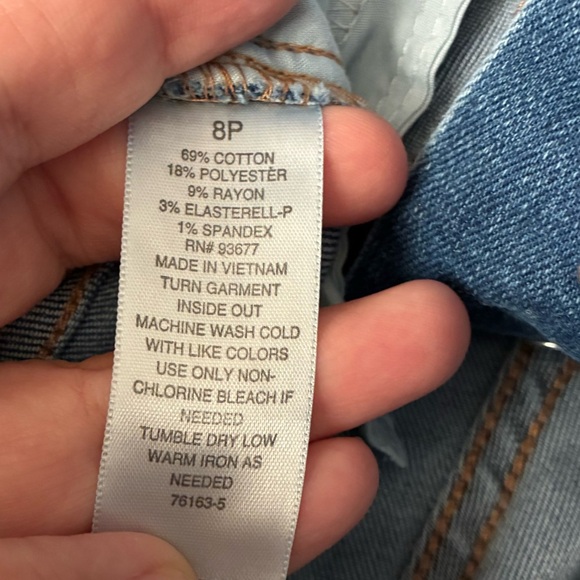 8P
69% COTTON
18% POLYESTER
9% RAYON
3% ELASTERELL-P
1% SPANDEX
RN# 93677
MADE IN VIETNAM
TURN GARMENT
INSIDE OUT
MACHINE WASH COLD
WITH LIKE COLORS
USE ONLY NON-
CHLORINE BLEACH IF
NEEDED
TUMBLE DRY LOW
WARM IRON AS
NEEDED
76163-5